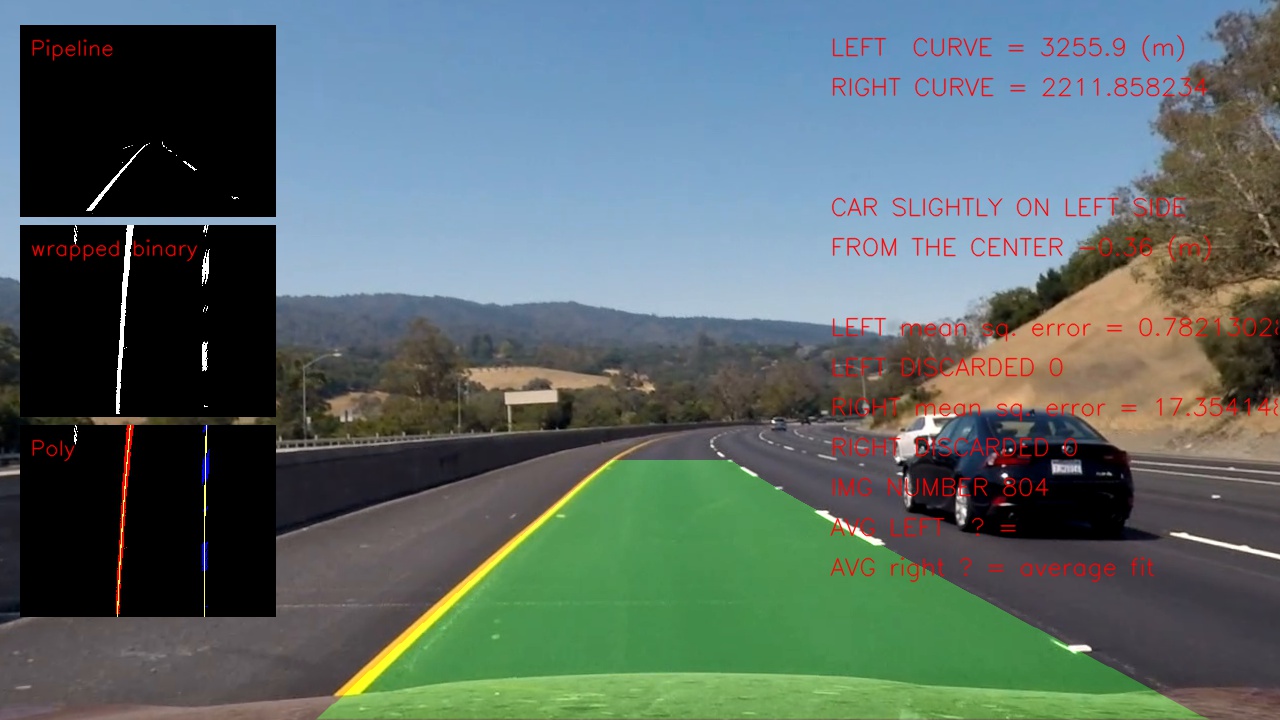 Pipeline
wrapped binary
Poly
LEFT CURVE = 3255.9 (m)
RIGHT CURVE = 2211.858234
CAR SLIGHTLY ON LEFT SIDE
FROM THE CENTER -0.36 (m)
LEFT mean sq. error = 0.78213028
LEFT DISCARDED 0
RIGHT mean sq. error = 17.354148
RIGHT DISCARDED 0
IMG NUMBER 804
AVG LEFT ? =
AVG right ? = average fit